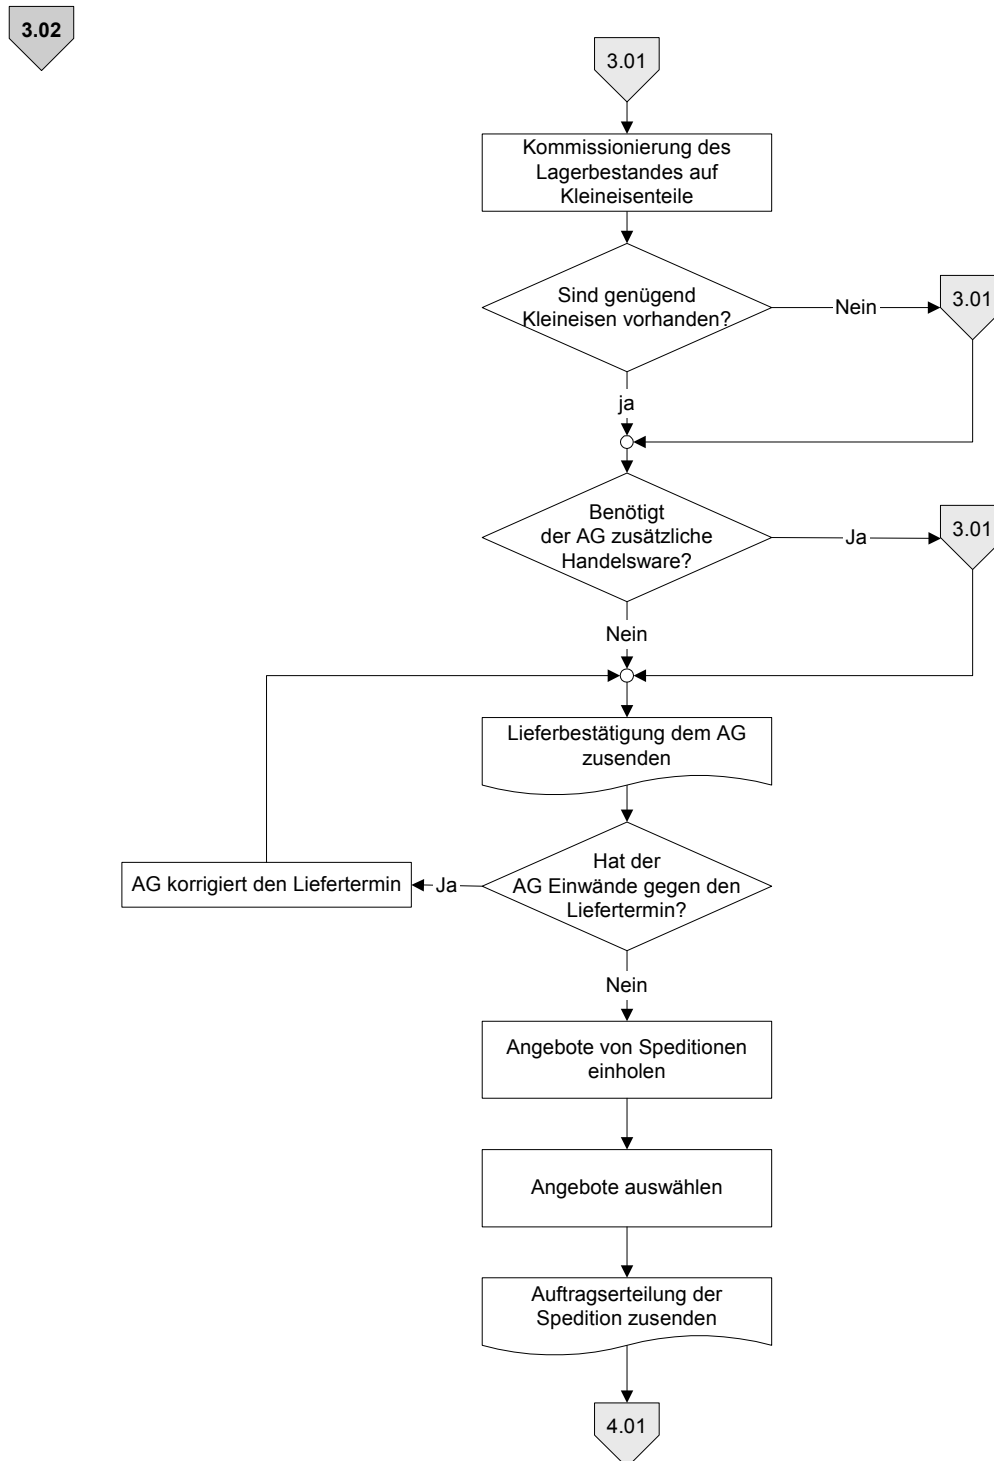 3.02
3.01
Kommissionierung des
Lagerbestandes auf
Kleineisenteile
Sind genügend
Kleineisen vorhanden?
Nein
3.01
ja
Benötigt
der AG zusätzliche
Handelsware?
Ja
3.01
Nein
Lieferbestätigung dem AG
zusenden
Hat der
AG Einwände gegen den
Liefertermin?
Ja
AG korrigiert den Liefertermin
Nein
Angebote von Speditionen
einholen
Angebote auswählen
Auftragserteilung der
Spedition zusenden
4.01